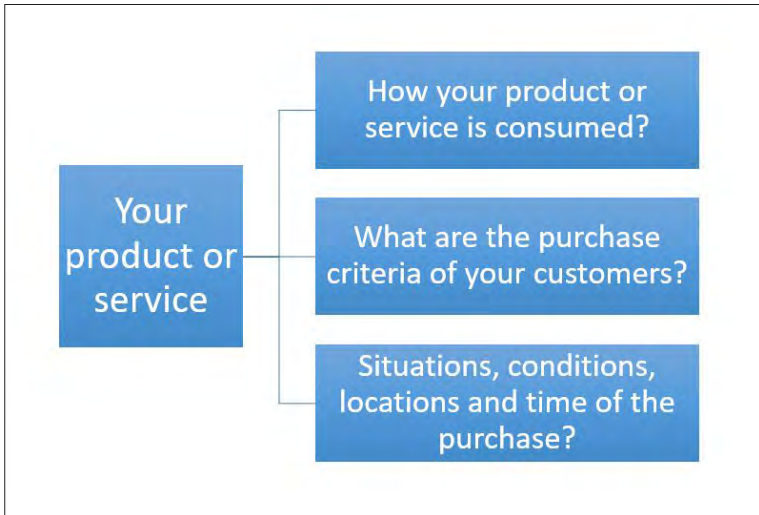 Your
product or
service
How your product or
service is consumed?
What are the purchase
criteria of your customers?
Situations, conditions,
locations and time of the
purchase?